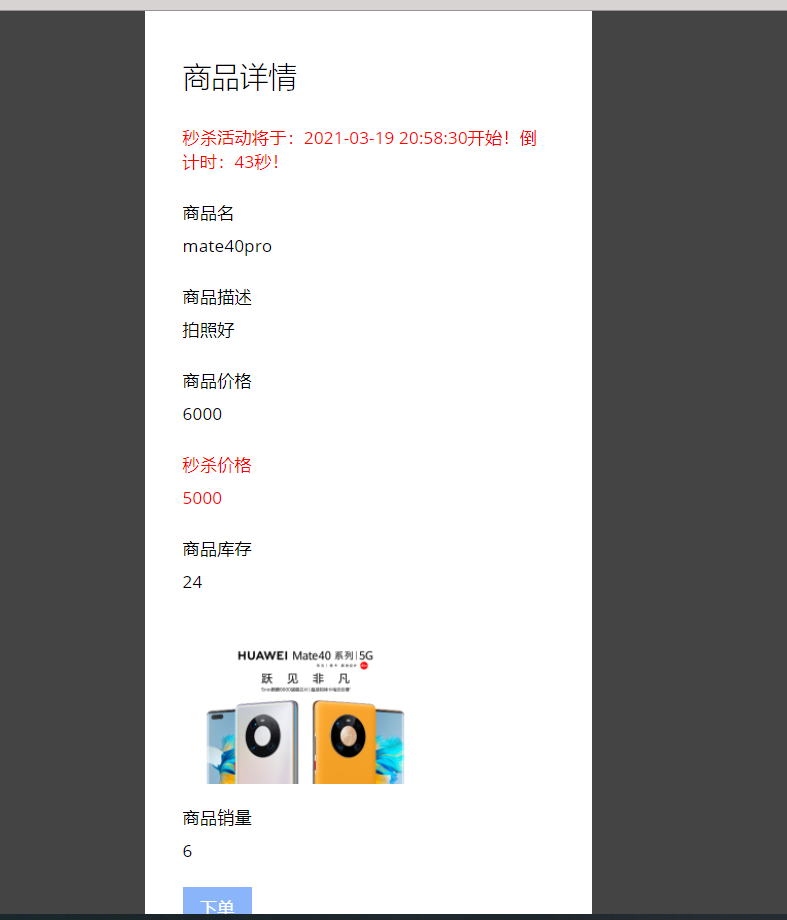 商品详情
秒杀活动将于：2021-03-19 20:58:30开始！倒
计时：43秒！
商品名
mate40pro
商品描述
拍照好
商品价格
6000
秒杀价格
5000
商品库存
24
HUAWEI Mate40 系列|5G
跃 见 非 凡
商品销量
6
下单